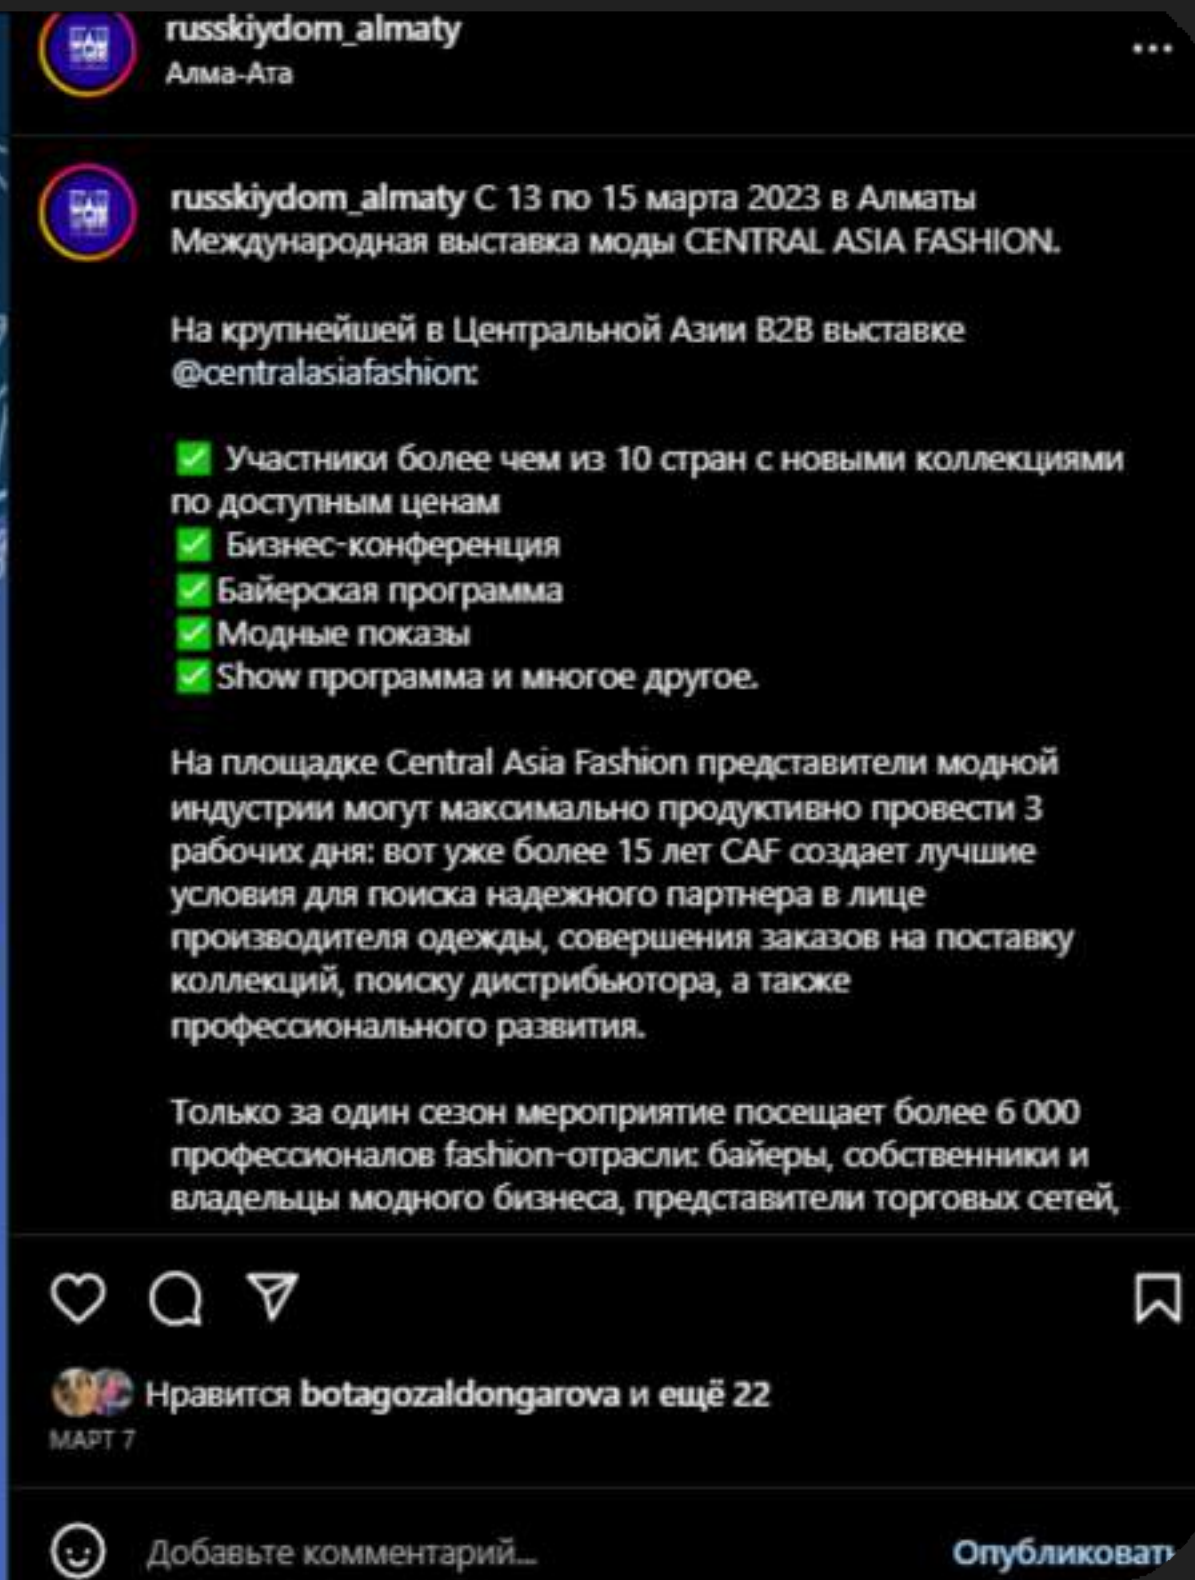 russkiydom_almaty
Алма-Ата
russkiydom_almaty С 13 по 15 марта 2023 в Алматы
Международная выставка моды CENTRAL ASIA FASHION.
На крупнейшей в Центральной Азии B2B выставке
@centralasiafashion:
✅ Участники более чем из 10 стран с новыми коллекциями
по доступным ценам
✅ Бизнес-конференция
✅Байерская программа
✅Модные показы
✅Show программа и многое другое.
На площадке Central Asia Fashion представители модной
индустрии могут максимально продуктивно провести 3
рабочих дня: вот уже более 15 лет CAF создает лучшие
условия для поиска надежного партнера в лице
производителя одежды, совершения заказов на поставку
коллекций, поиску дистрибьютора, а также
профессионального развития.
Только за один сезон мероприятие посещает более 6 000
профессионалов fashion-отрасли: байеры, собственники и
владельцы модного бизнеса, представители торговых сетей,
Нравится botagozaldongarova и ещё 22
МАРТ 7
Добавьте комментарий...
Опубликовать